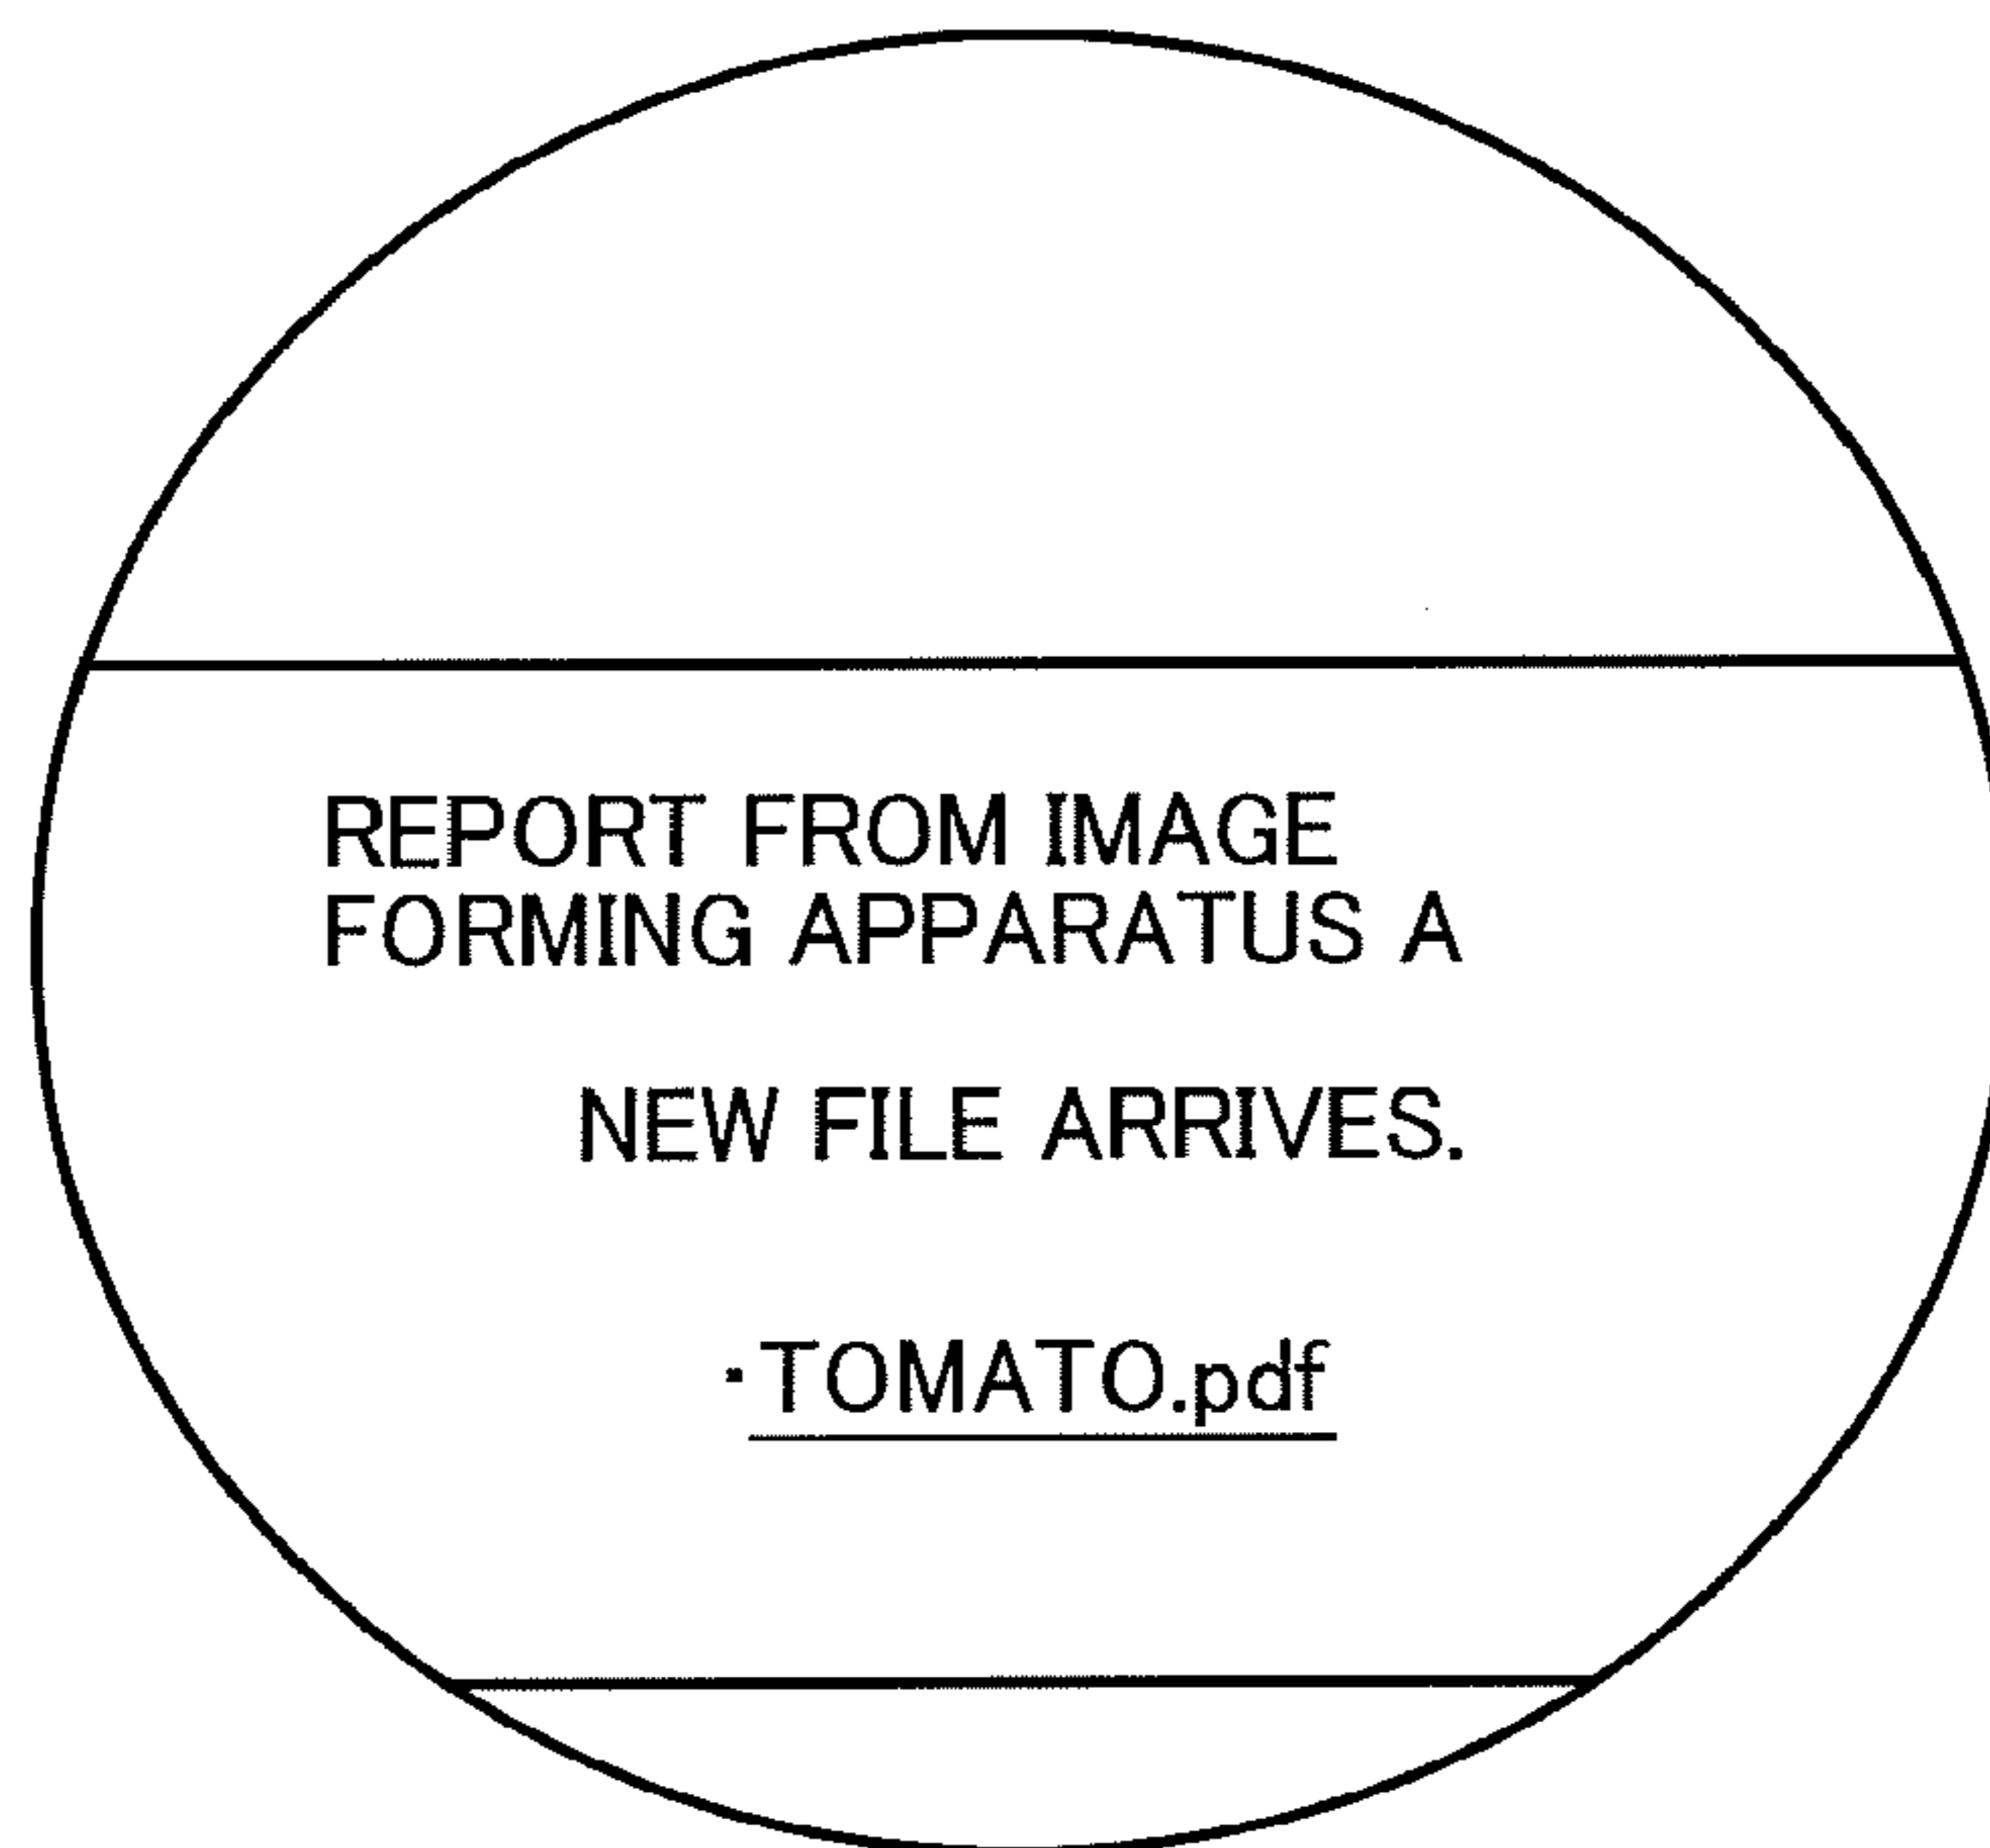 REPORT FROM IMAGE
FORMING APPARATUS A
NEW FILE ARRIVES.
・TOMATO.pdf